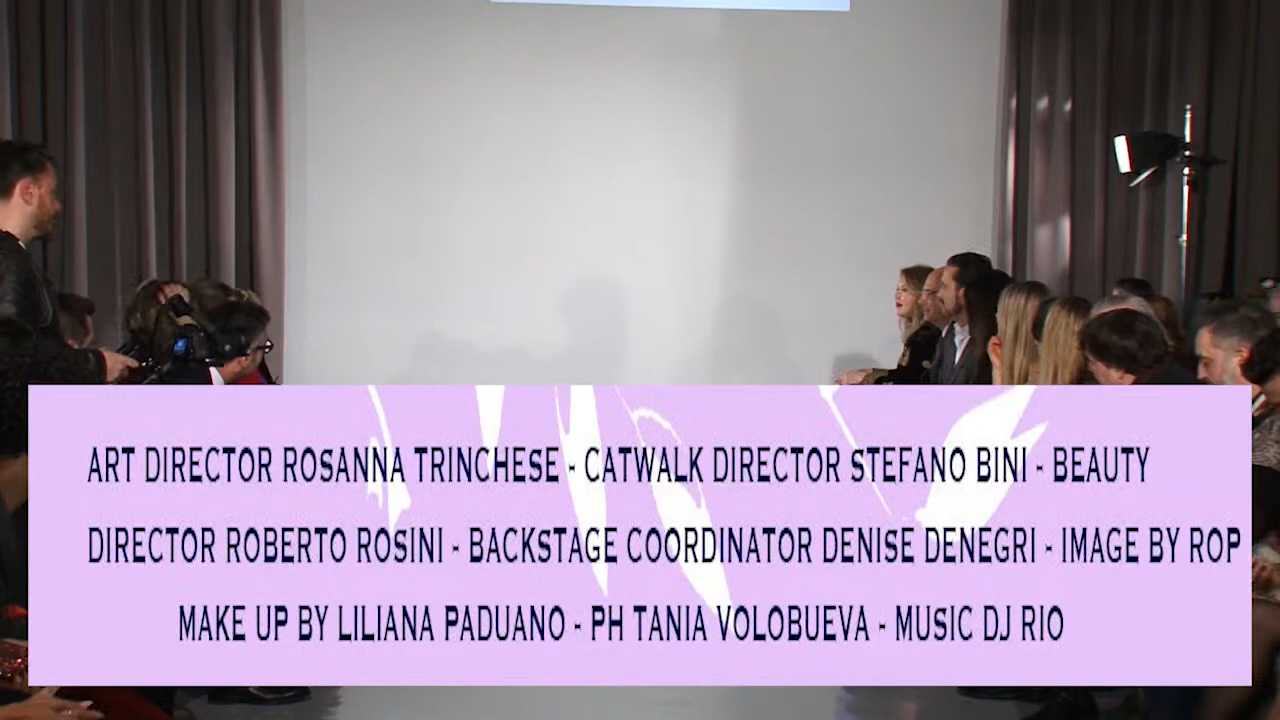 ART DIRECTOR ROSANNA TRINCHESE - CATWALK DIRECTOR STEFANO BINI - BEAUTY
DIRECTOR ROBERTO ROSINI - BACKSTAGE COORDINATOR DENISE DENEGRI - IMAGE BY ROP
MAKE UP BY LILIANA PADUANO - PH TANIA VOLOBUEVA - MUSIC DJ RIO